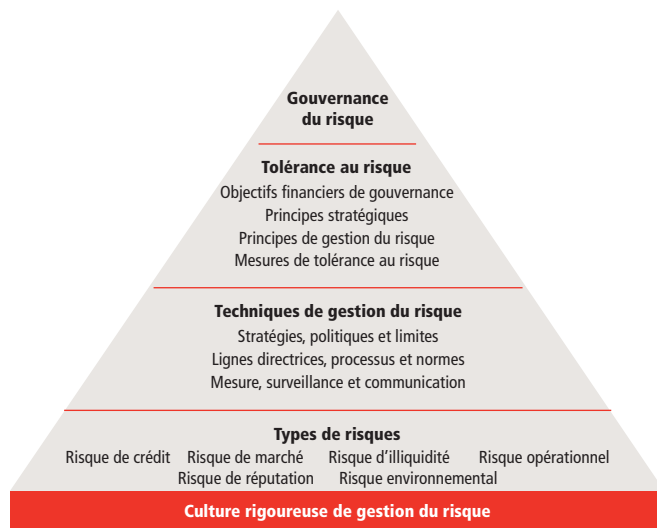 Gouvernance
du risque
Tolérance au risque
Objectifs financiers de gouvernance
Principes stratégiques
Principes de gestion du risque
Mesures de tolérance au risque
Techniques de gestion du risque
Stratégies, politiques et limites
Lignes directrices, processus et normes
Mesure, surveillance et communication
Types de risques
Risque de crédit Risque de marché Risque d'illiquidité Risque opérationnel
Risque de réputation Risque environnemental
Culture rigoureuse de gestion du risque